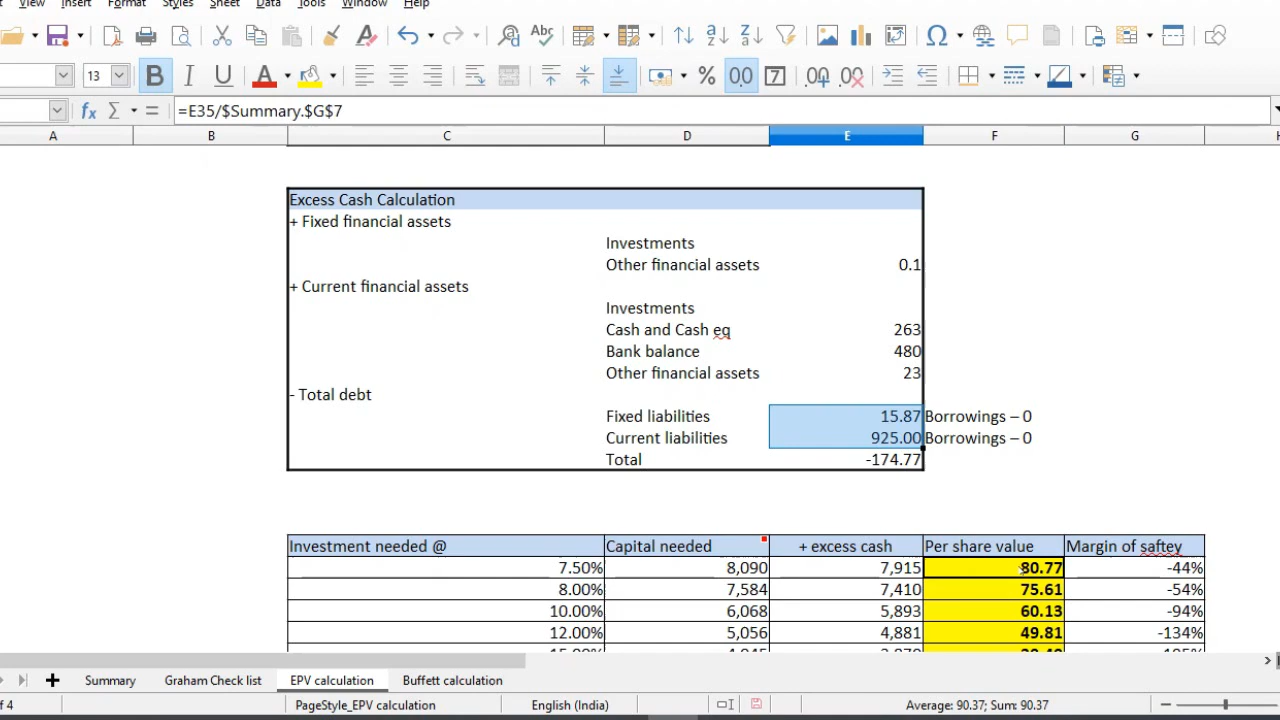 View Insert Format Styles Sheet Data Tools Window Help
13
=E35/$Summary.$G$7
A B C D E F G H
Excess Cash Calculation
+ Fixed financial assets
Investments
Other financial assets 0.1
+ Current financial assets
Investments
Cash and Cash eq 263
Bank balance 480
Other financial assets 23
- Total debt
Fixed liabilities 15.87 Borrowings – 0
Current liabilities 925.00 Borrowings – 0
Total -174.77
Investment needed @ Capital needed + excess cash Per share value Margin of saftey
7.50% 8,090 7,915 80.77 -44%
8.00% 7,584 7,410 75.61 -54%
10.00% 6,068 5,893 60.13 -94%
12.00% 5,056 4,881 49.81 -134%
Summary Graham Check list EPV calculation Buffett calculation
of 4 PageStyle_EPV calculation English (India) Average: 90.37; Sum: 90.37